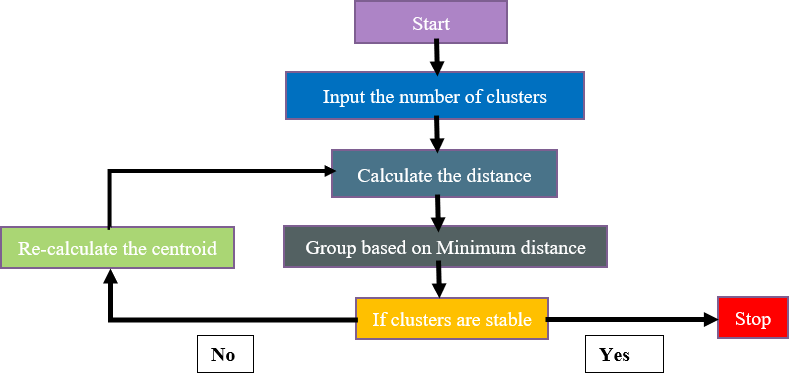 Start
Input the number of clusters
Calculate the distance
Re-calculate the centroid
Group based on Minimum distance
If clusters are stable
Stop
No
Yes